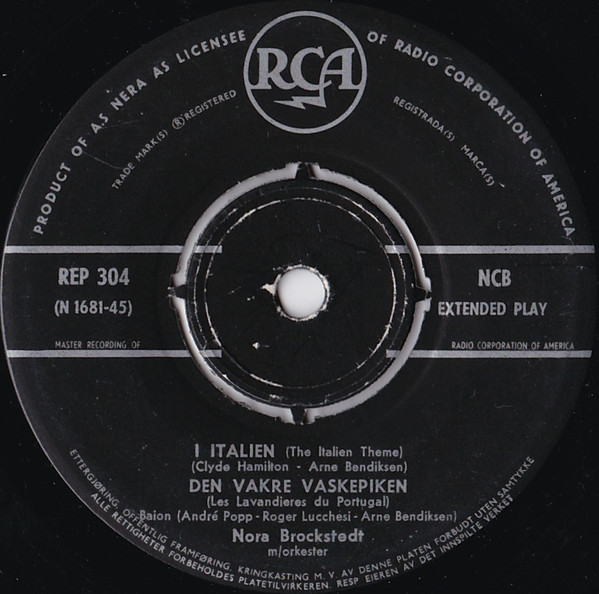 PRODUCT OF A.S NERA AS LICENSEE
RCA
OF RADIO CORPORATION OF AMERICA
TRADE MARK(S) ® REGISTERED
REGISTRADA(S) MARCA(S)
REP 304
(N 1681-45)
NCB
EXTENDED PLAY
MASTER RECORDING OF
RADIO CORPORATION OF AMERICA
I ITALIEN (The Italien Theme)
(Clyde Hamilton - Arne Bendiksen)
DEN VAKRE VASKEPIKEN
(Les Lavandieres du Portugal)
Baion (André Popp - Roger Lucchesi - Arne Bendiksen)
Nora Brockstedt
m/orkester
ETTERGJØRING, OFFENTLIG FRAMFØRING, KRINGKASTING M. V. AV DENNE PLATEN FORBUDT UTEN SAMTYKKE
ALLE RETTIGHETER FORBEHOLDES PLATETILVIRKEREN. RESP EIEREN AV DET INNSPILTE VERKET